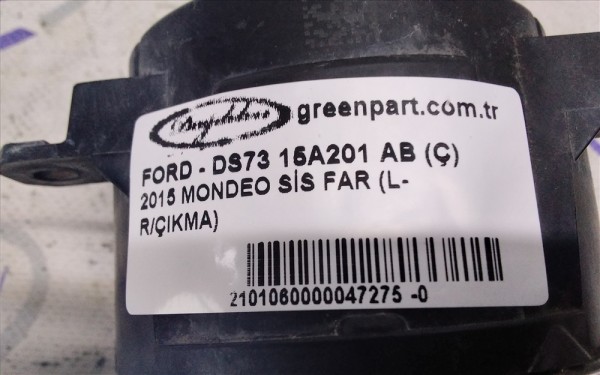 greenpart.com.tr
FORD - DS73 15A201 AB (Ç)
2015 MONDEO SİS FAR (L-
R/ÇIKMA)
2101060000047275 -0